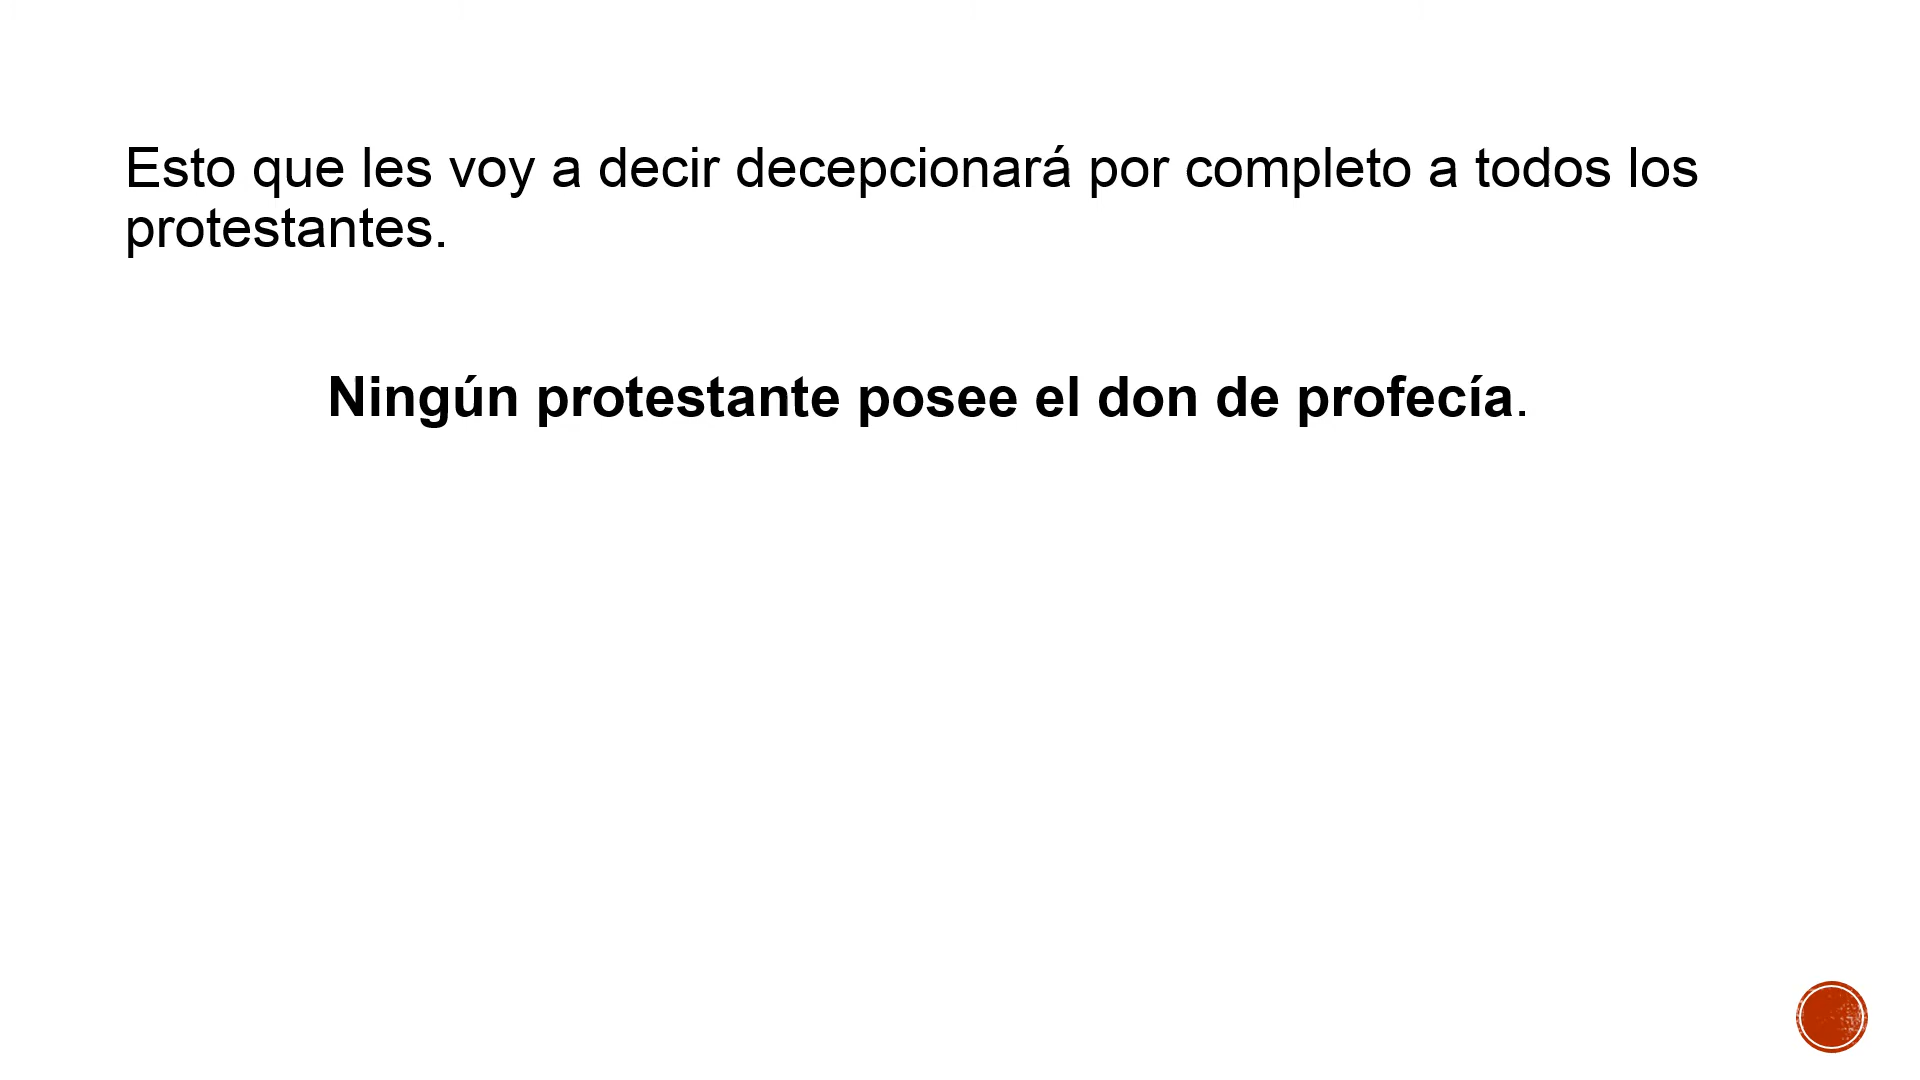 Esto que les voy a decir decepcionará por completo a todos los
protestantes.
Ningún protestante posee el don de profecía.